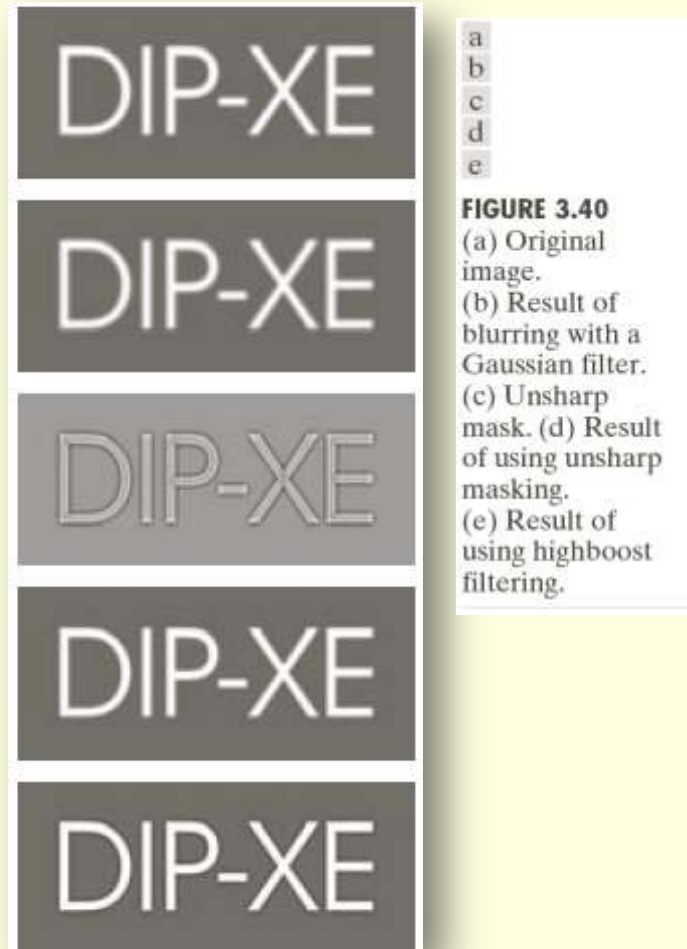 DIP-XE
DIP-XE
DIP-XE
DIP-XE
DIP-XE
a
b
c
d
e
FIGURE 3.40
(a) Original
image.
(b) Result of
blurring with a
Gaussian filter.
(c) Unsharp
mask. (d) Result
of using unsharp
masking.
(e) Result of
using highboost
filtering.